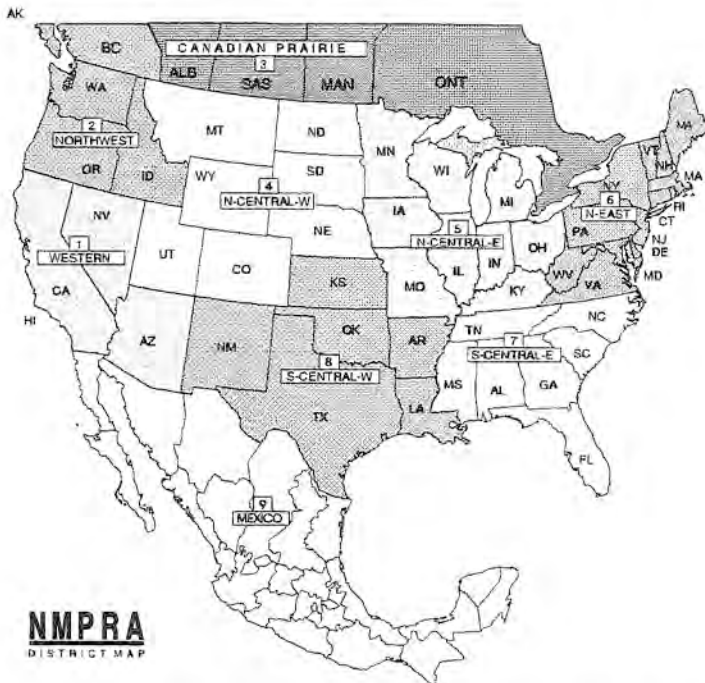 AK
BC
CANADIAN PRAIRIE
3
ALB
SAS
MAN
ONT
WA
2
NORTHWEST
OR
ID
MT
ND
MN
WY
SD
4
N-CENTRAL-W
NE
WI
MI
IA
5
N-CENTRAL-E
IL
IN
OH
MO
KY
VT
NH
MA
MA
NY
6
N-EAST
RI
CT
PA
NJ
DE
MD
WV
VA
NV
1
WESTERN
CA
UT
CO
AZ
HI
KS
NM
OK
AR
8
S-CENTRAL-W
TX
LA
TN
NC
7
S-CENTRAL-E
SC
MS
AL
GA
FL
9
MEXICO
NMPRA
DISTRICT MAP